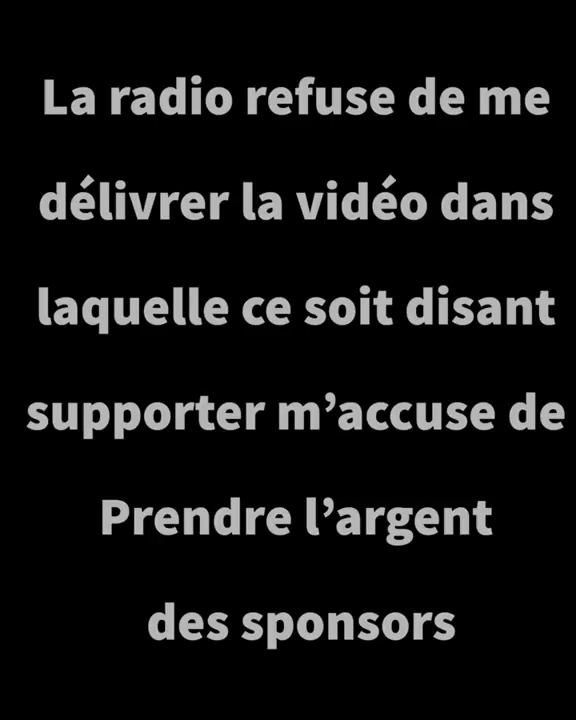 La radio refuse de me
délivrer la vidéo dans
laquelle ce soit disant
supporter m’accuse de
Prendre l’argent
des sponsors